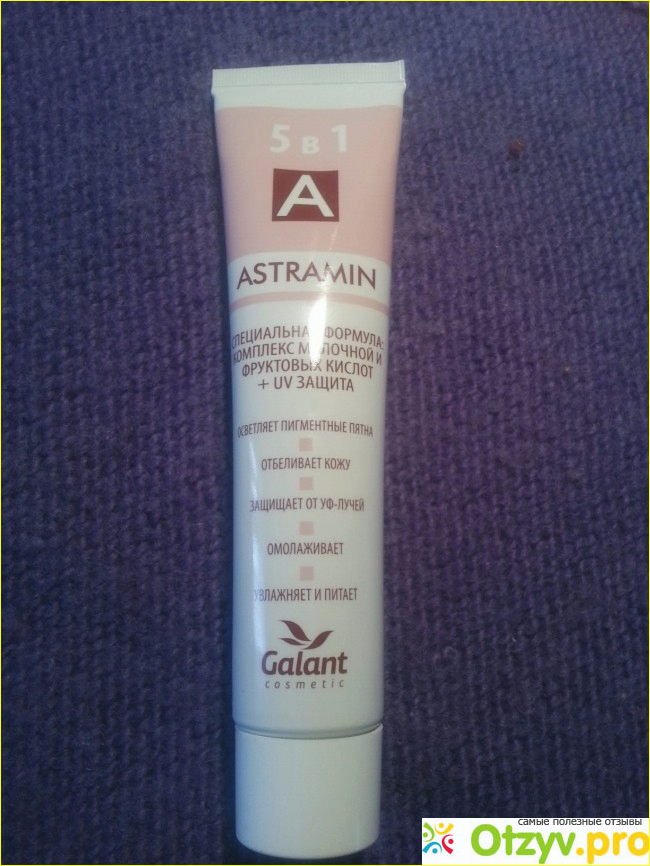 5 в 1
A
ASTRAMIN
СПЕЦИАЛЬНАЯ ФОРМУЛА:
КОМПЛЕКС МОЛОЧНОЙ И
ФРУКТОВЫХ КИСЛОТ
+ UV ЗАЩИТА
ОСВЕТЛЯЕТ ПИГМЕНТНЫЕ ПЯТНА
ОТБЕЛИВАЕТ КОЖУ
ЗАЩИЩАЕТ ОТ УФ-ЛУЧЕЙ
ОМОЛАЖИВАЕТ
УВЛАЖНЯЕТ И ПИТАЕТ
Galant
cosmetic
самые полезные отзывы
Otzyv.pro